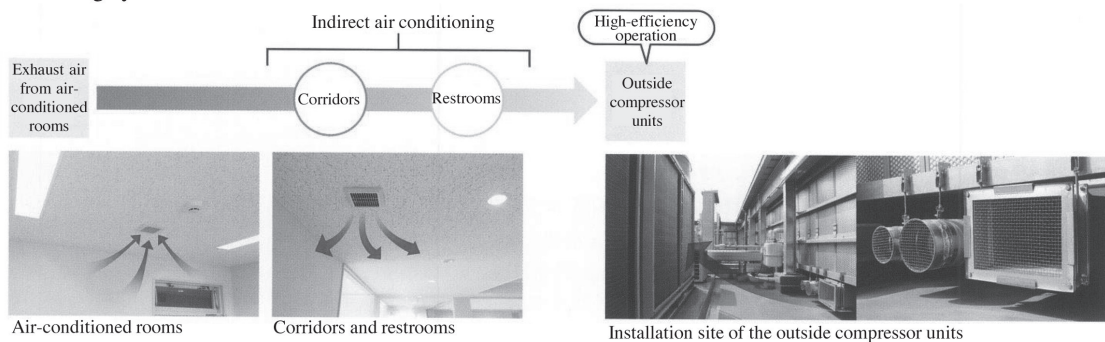 Indirect air conditioning
High-efficiency
operation
Exhaust air
from air-
conditioned
rooms
Corridors
Restrooms
Outside
compressor
units
Air-conditioned rooms
Corridors and restrooms
Installation site of the outside compressor units